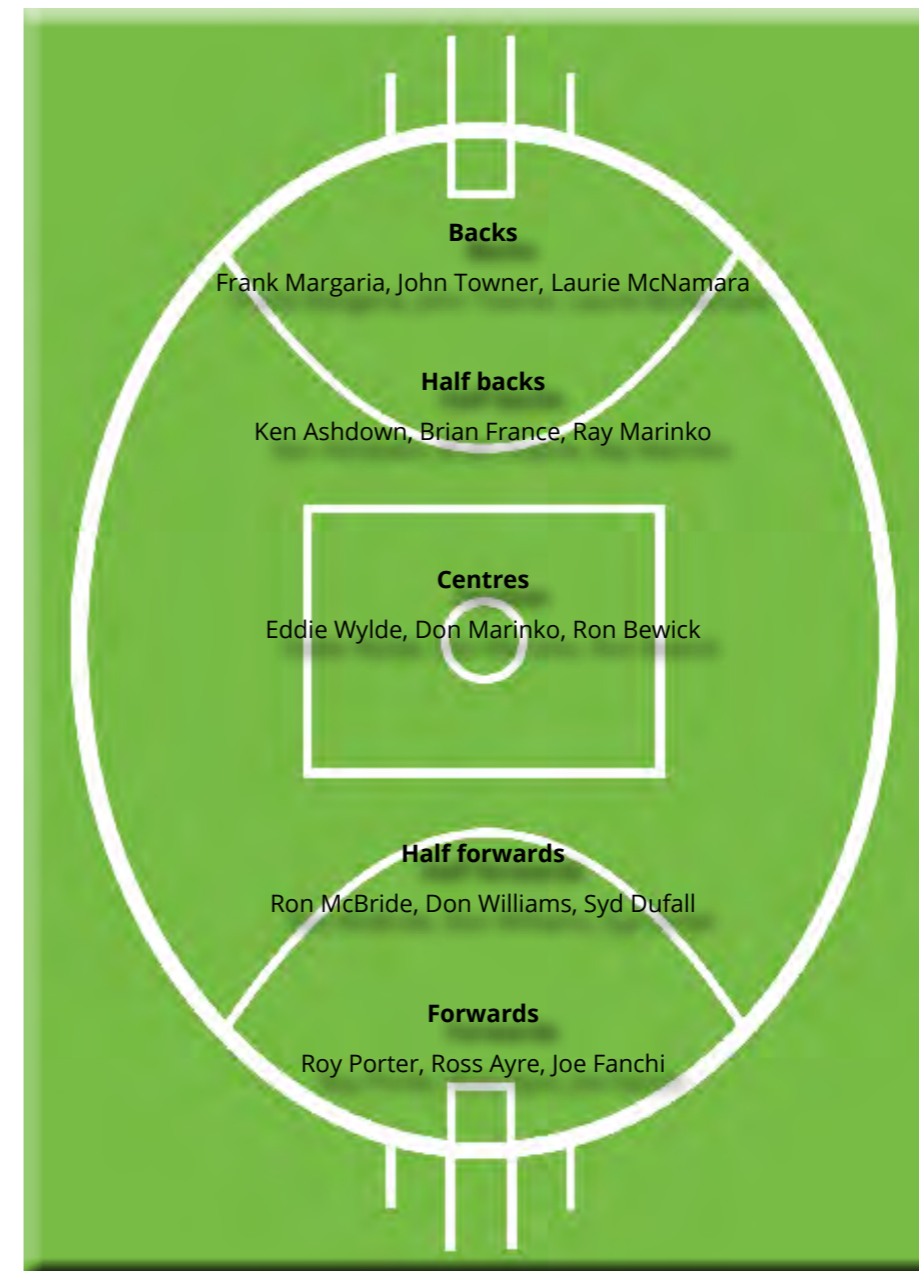 Backs
Frank Margaria, John Towner, Laurie McNamara
Half backs
Ken Ashdown, Brian France, Ray Marinko
Centres
Eddie Wylde, Don Marinko, Ron Bewick
Half forwards
Ron McBride, Don Williams, Syd Dufall
Forwards
Roy Porter, Ross Ayre, Joe Fanchi